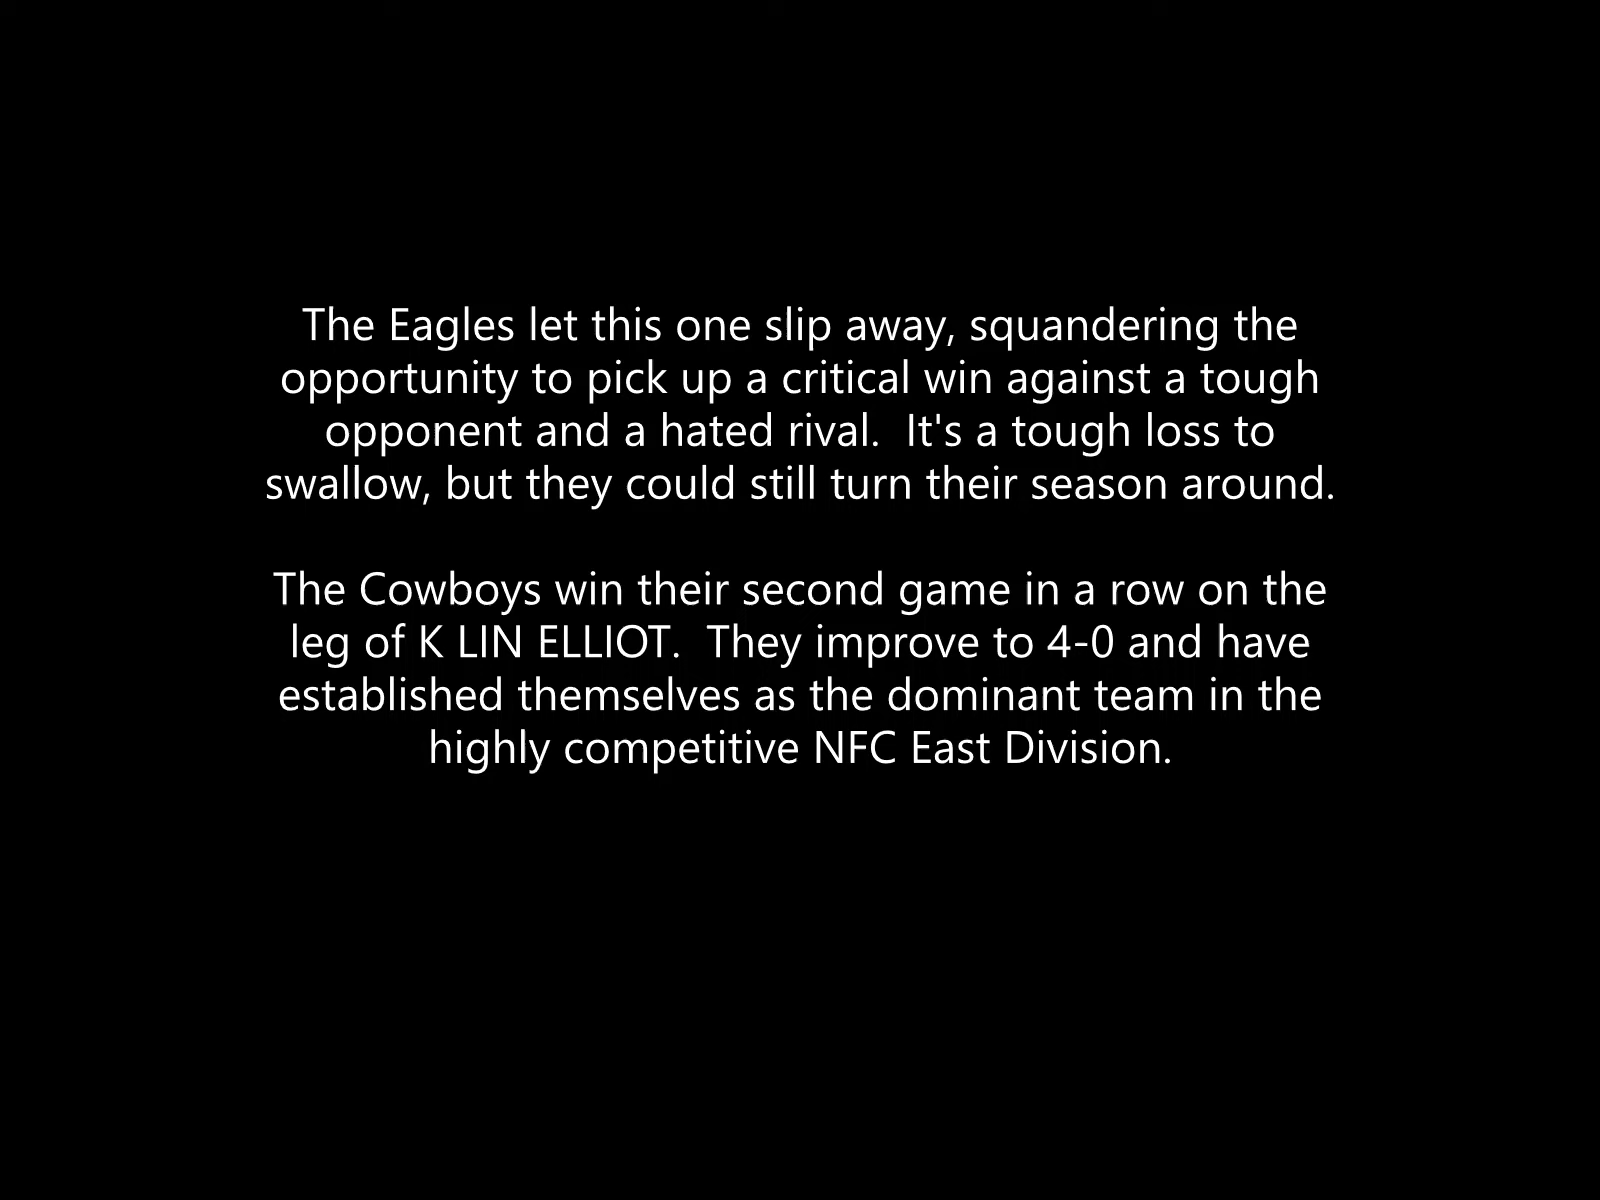 The Eagles let this one slip away, squandering the
opportunity to pick up a critical win against a tough
opponent and a hated rival.  It's a tough loss to
swallow, but they could still turn their season around.

The Cowboys win their second game in a row on the
leg of K LIN ELLIOT.  They improve to 4-0 and have
established themselves as the dominant team in the
highly competitive NFC East Division.